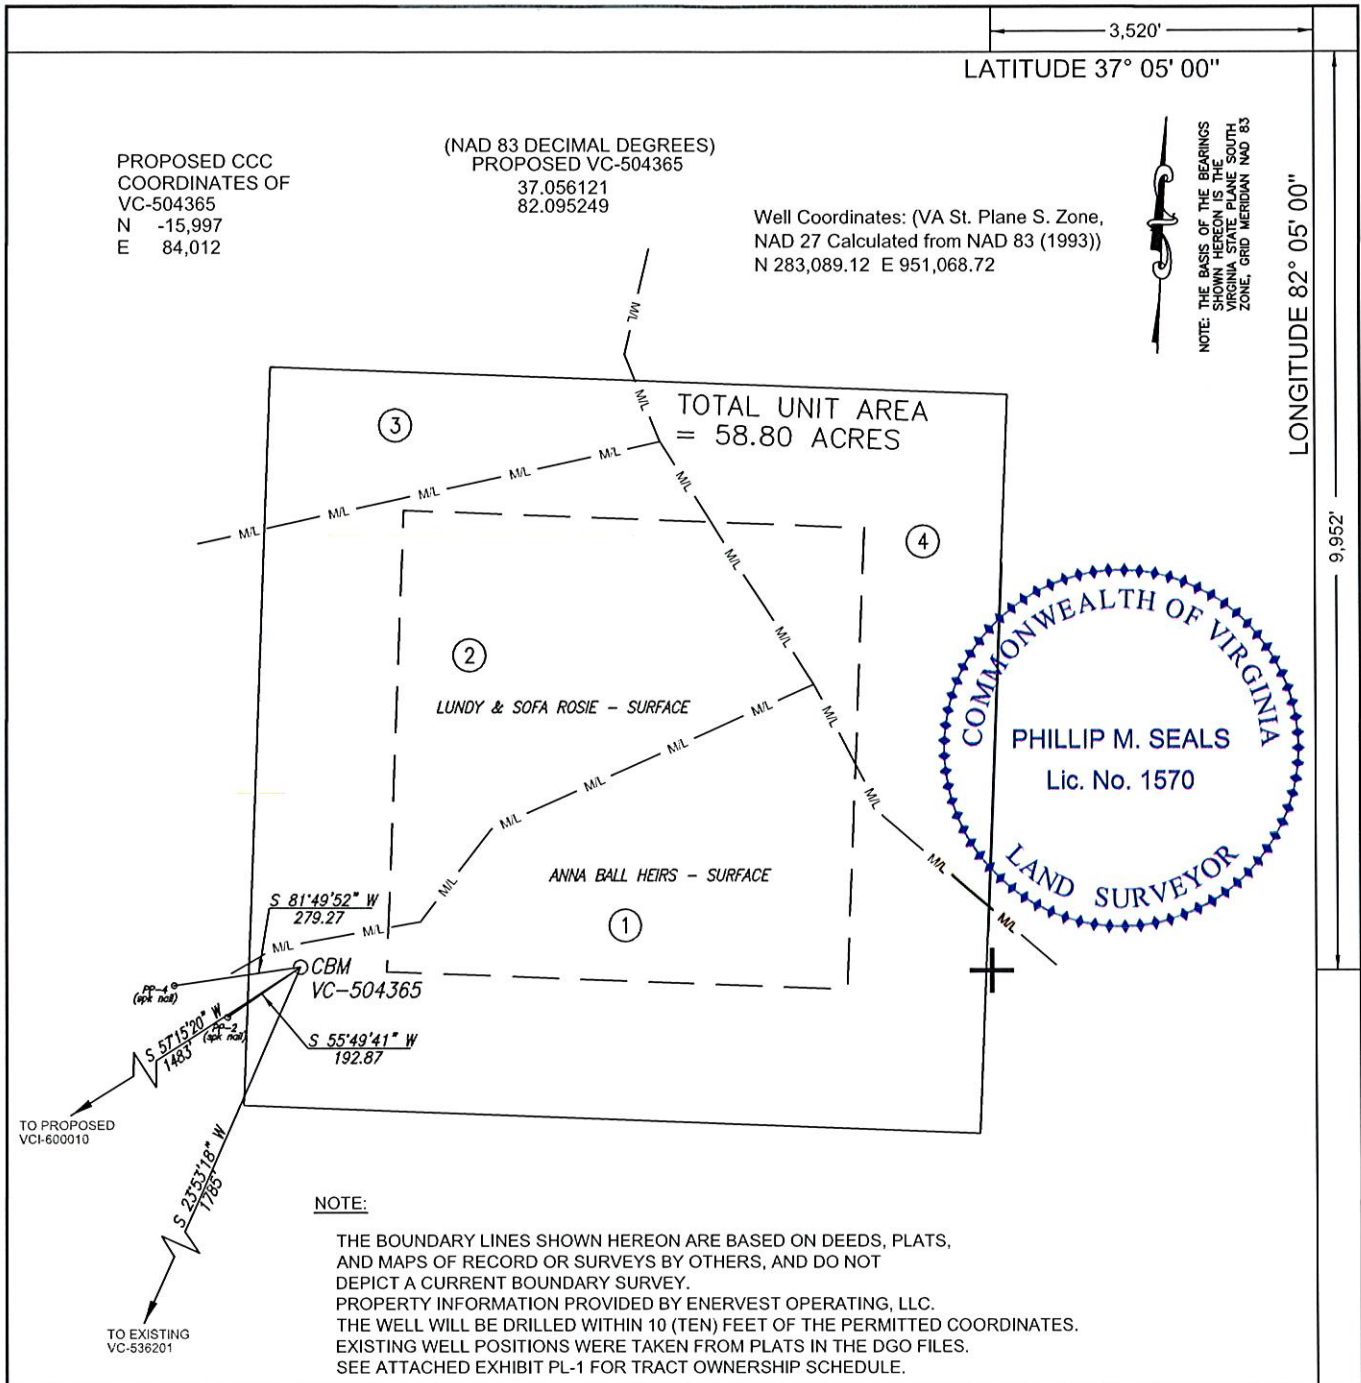 3,520'
LATITUDE 37° 05' 00"
PROPOSED CCC
COORDINATES OF
VC-504365
N -15,997
E 84,012
(NAD 83 DECIMAL DEGREES)
PROPOSED VC-504365
37.056121
82.095249
Well Coordinates: (VA St. Plane S. Zone,
NAD 27 Calculated from NAD 83 (1993))
N 283,089.12 E 951,068.72
NOTE: THE BASIS OF THE BEARINGS
SHOWN HEREON IS THE
VIRGINIA STATE PLANE SOUTH
ZONE, GRID MERIDIAN NAD 83
LONGITUDE 82° 05' 00"
9,952'
M/L
M/L
TOTAL UNIT AREA
= 58.80 ACRES
3
M/L
M/L
M/L
M/L
M/L
M/L
4
M/L
M/L
2
LUNDY & SOFA ROSIE - SURFACE
M/L
M/L
M/L
M/L
M/L
M/L
M/L
M/L
M/L
M/L
M/L
ANNA BALL HEIRS - SURFACE
1
COMMONWEALTH OF VIRGINIA
PHILLIP M. SEALS
Lic. No. 1570
LAND SURVEYOR
S 81°49'52" W
279.27
CBM
VC-504365
PP-4
(spk nail)
PP-2
(spk nail)
S 55°49'41" W
192.87
S 57°15'20" W
1483'
TO PROPOSED
VCI-600010
S 23°53'18" W
1785'
TO EXISTING
VC-536201
NOTE:
THE BOUNDARY LINES SHOWN HEREON ARE BASED ON DEEDS, PLATS,
AND MAPS OF RECORD OR SURVEYS BY OTHERS, AND DO NOT
DEPICT A CURRENT BOUNDARY SURVEY.
PROPERTY INFORMATION PROVIDED BY ENERVEST OPERATING, LLC.
THE WELL WILL BE DRILLED WITHIN 10 (TEN) FEET OF THE PERMITTED COORDINATES.
EXISTING WELL POSITIONS WERE TAKEN FROM PLATS IN THE DGO FILES.
SEE ATTACHED EXHIBIT PL-1 FOR TRACT OWNERSHIP SCHEDULE.